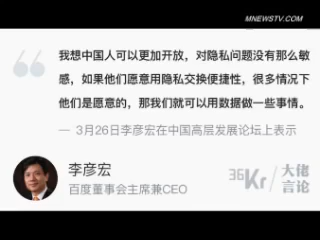 MNEWSTV.COM
我想中国人可以更加开放，对隐私问题没有那么敏
感，如果他们愿意用隐私交换便捷性，很多情况下
他们是愿意的，那我们就可以用数据做一些事情。
— 3月26日李彦宏在中国高层发展论坛上表示
李彦宏
百度董事会主席兼CEO
36Kr
大佬
言论